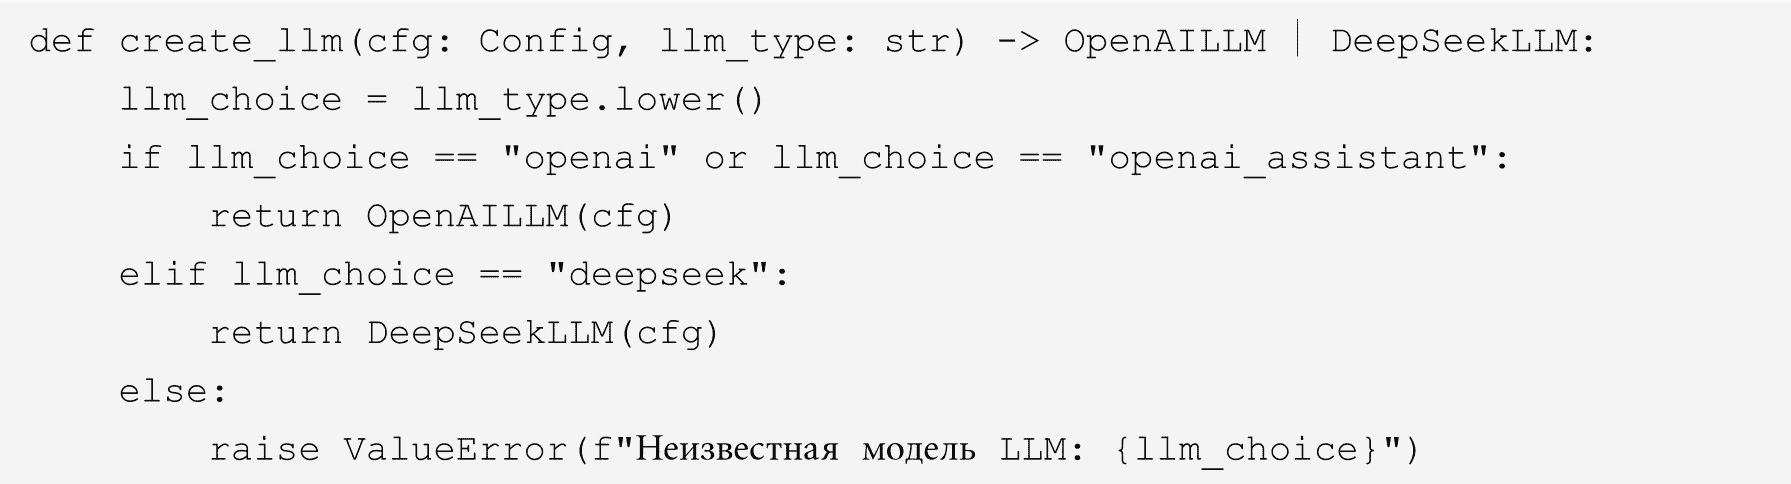 def create_llm(cfg: Config, llm_type: str) -> OpenAILLM | DeepSeekLLM:
    llm_choice = llm_type.lower()
    if llm_choice == "openai" or llm_choice == "openai_assistant":
        return OpenAILLM(cfg)
    elif llm_choice == "deepseek":
        return DeepSeekLLM(cfg)
    else:
        raise ValueError(f"Неизвестная модель LLM: {llm_choice}")